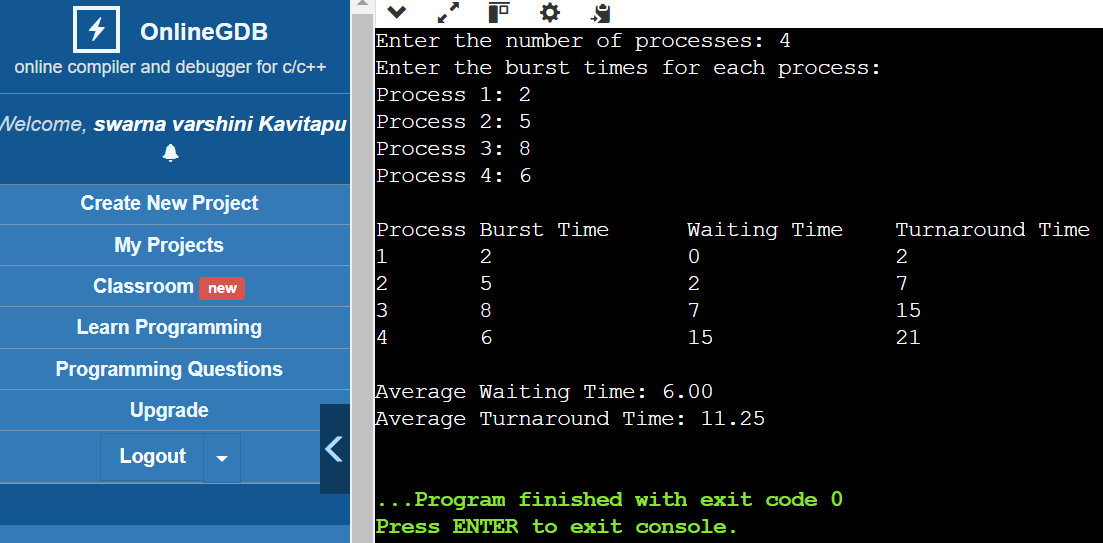 OnlineGDB
online compiler and debugger for c/c++
Welcome, swarna varshini Kavitapu
Create New Project
My Projects
Classroom new
Learn Programming
Programming Questions
Upgrade
Logout
Enter the number of processes: 4
Enter the burst times for each process:
Process 1: 2
Process 2: 5
Process 3: 8
Process 4: 6
Process Burst Time Waiting Time Turnaround Time
1 2 0 2
2 5 2 7
3 8 7 15
4 6 15 21
Average Waiting Time: 6.00
Average Turnaround Time: 11.25
...Program finished with exit code 0
Press ENTER to exit console.